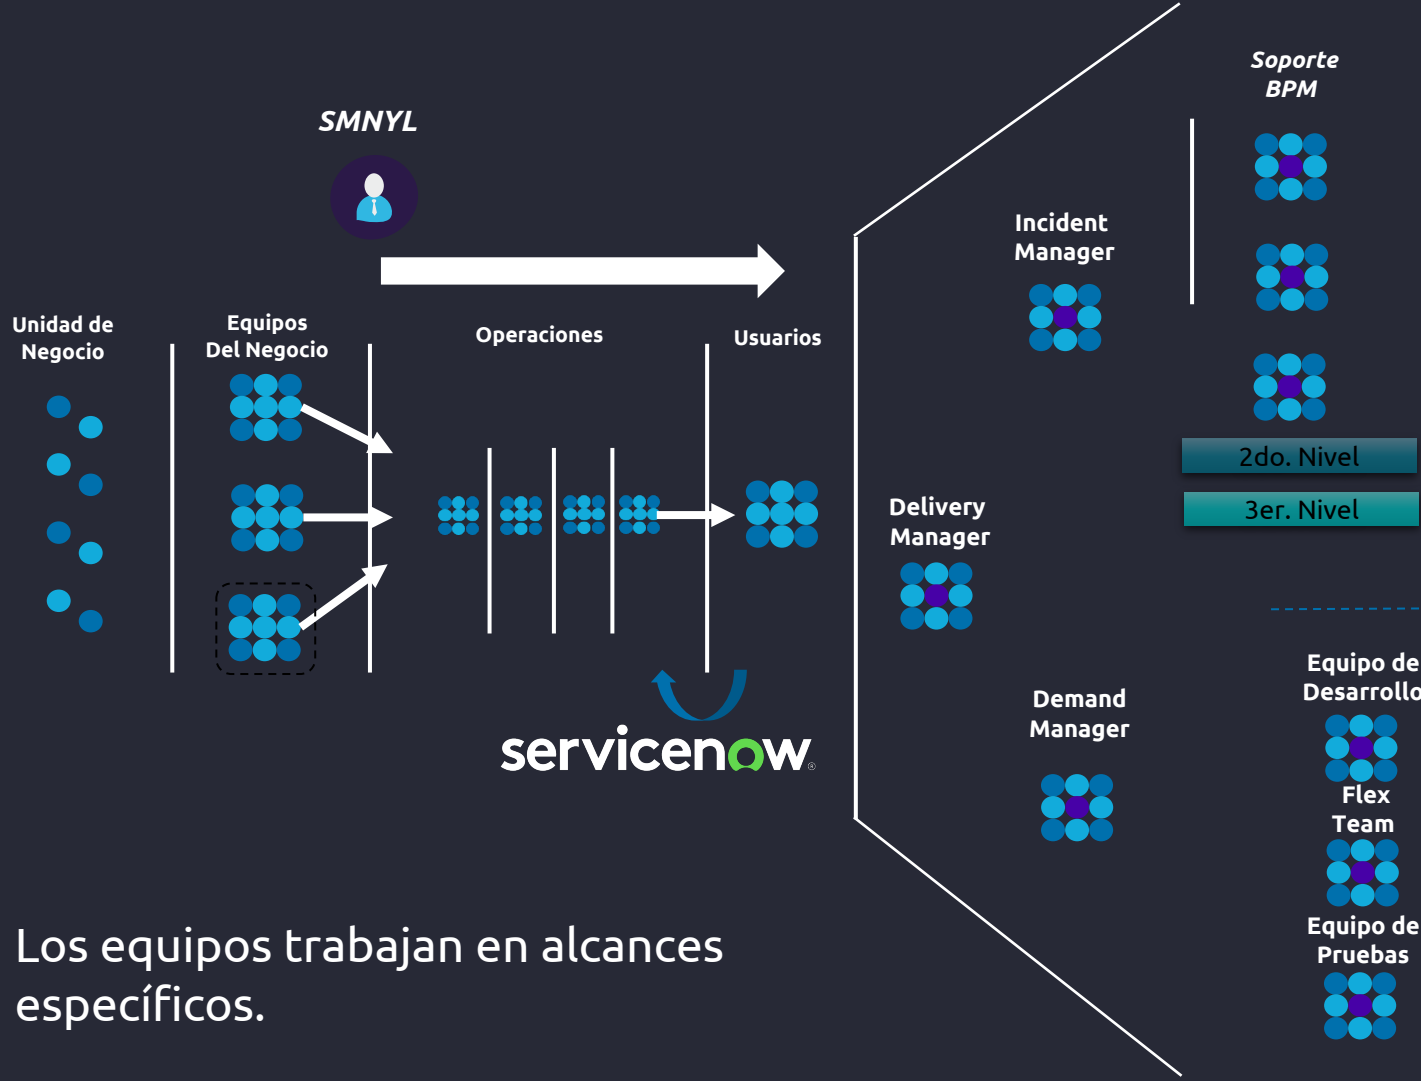 SMNYL
Unidad de
Negocio
Equipos
Del Negocio
Operaciones
Usuarios
servicenow®
Los equipos trabajan en alcances
específicos.
Incident
Manager
Delivery
Manager
Demand
Manager
Soporte
BPM
2do. Nivel
3er. Nivel
Equipo de
Desarrollo
Flex
Team
Equipo de
Pruebas